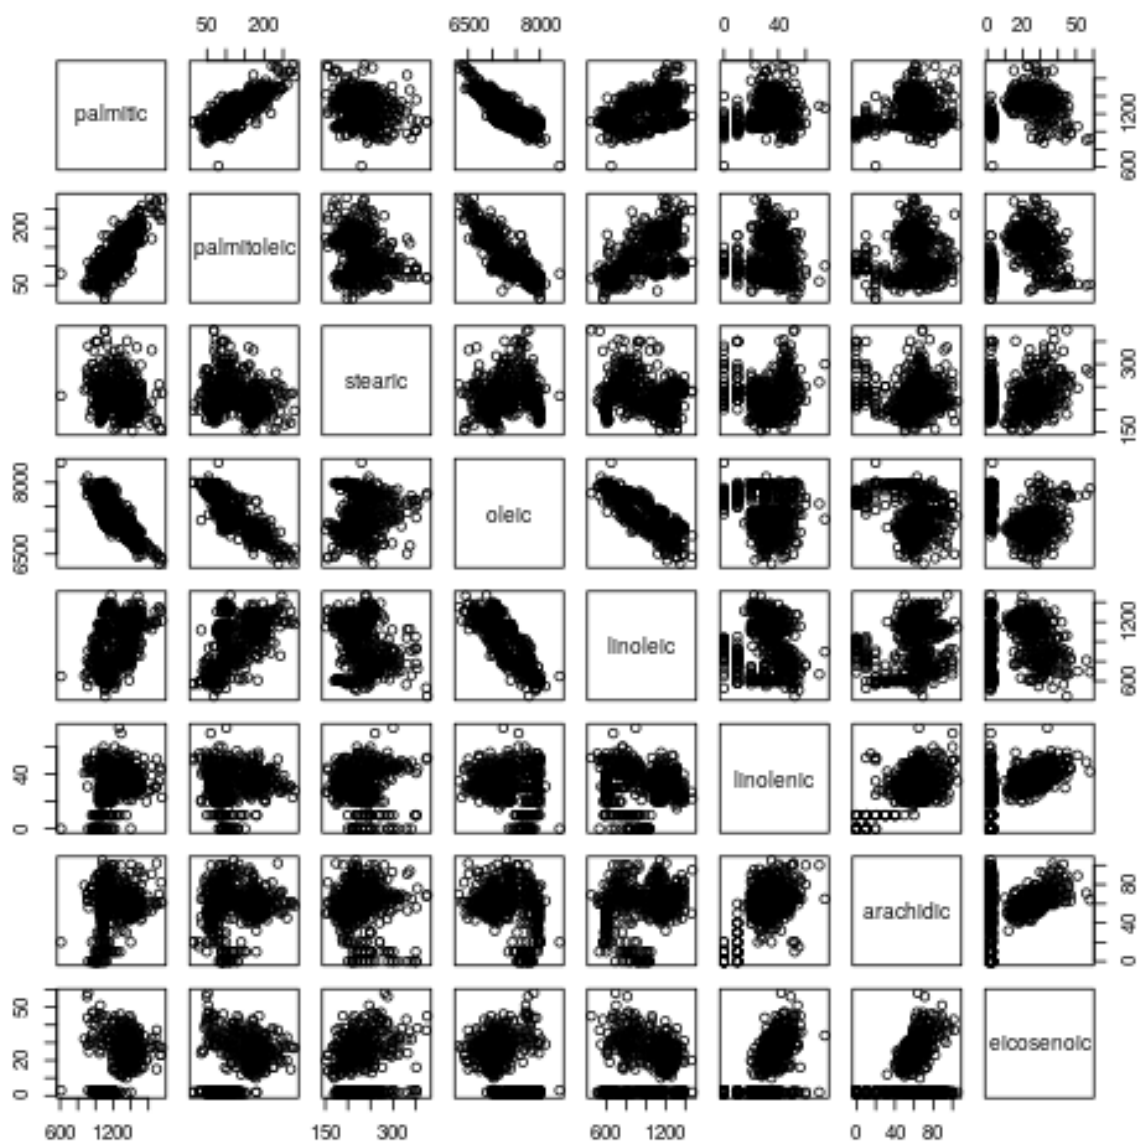 50 200 6500 8000 0 40 0 20 50
palmitic 600 1200
50 200 palmitoleic
stearic 150 300
6500 8000 oleic
linoleic 600 1200
0 40 linolenic
arachidic 0 40 80
0 20 50 eicosenoic
600 1200 150 300 600 1200 0 40 80